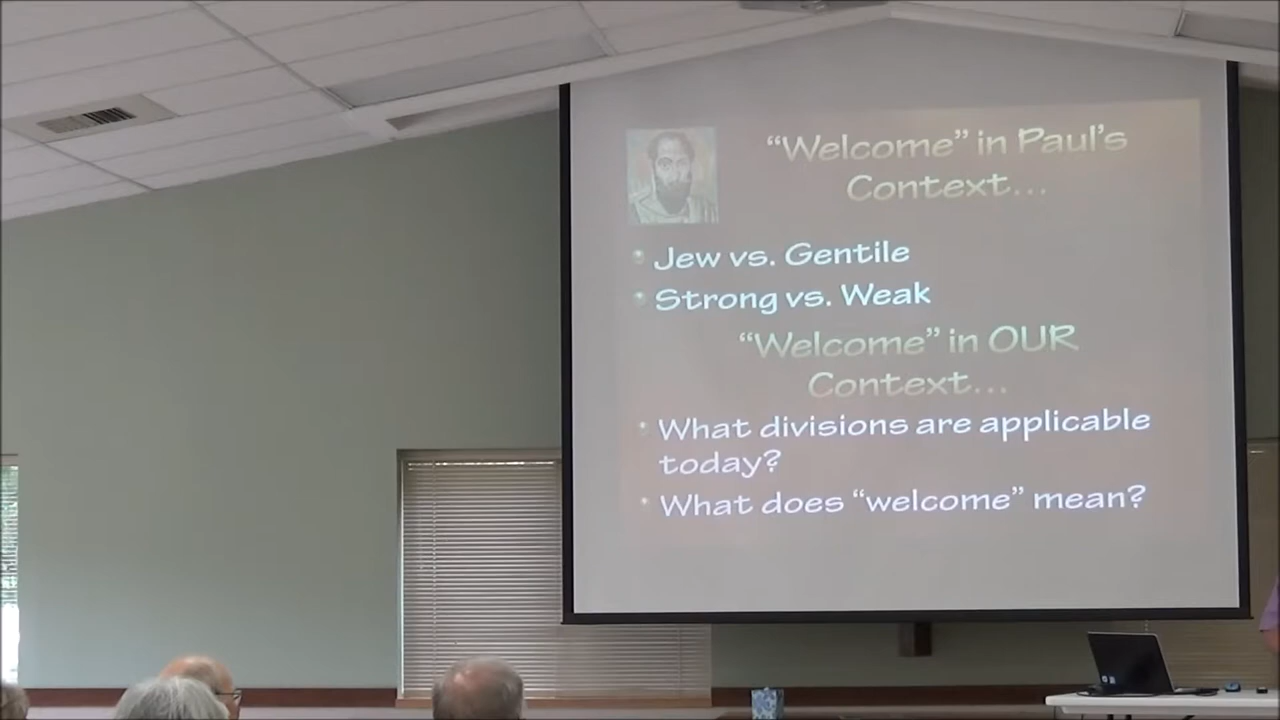 “Welcome” in Paul’s
Context...
Jew vs. Gentile
Strong vs. Weak
“Welcome” in OUR
Context...
What divisions are applicable
today?
What does “welcome” mean?